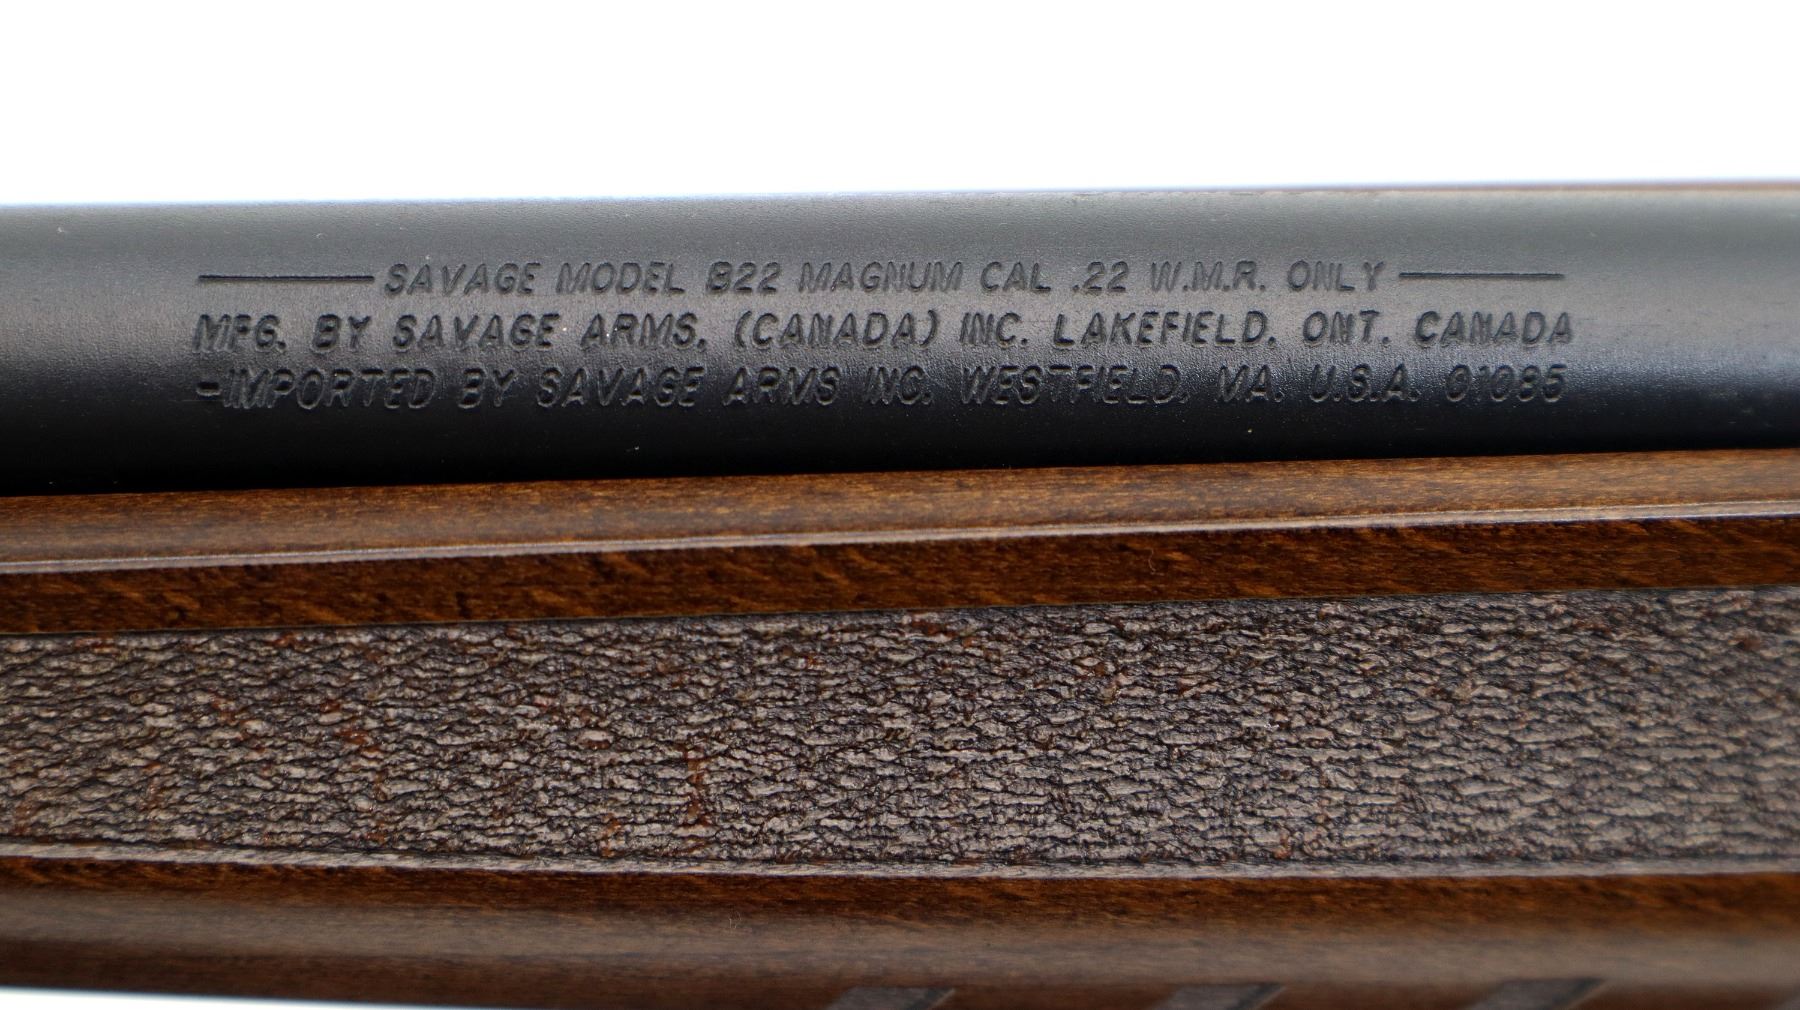 SAVAGE MODEL B22 MAGNUM CAL .22 W.M.R. ONLY
MFG. BY SAVAGE ARMS, (CANADA) INC. LAKEFIELD, ONT. CANADA
-IMPORTED BY SAVAGE ARMS INC. WESTFIELD, MA. U.S.A. 01085